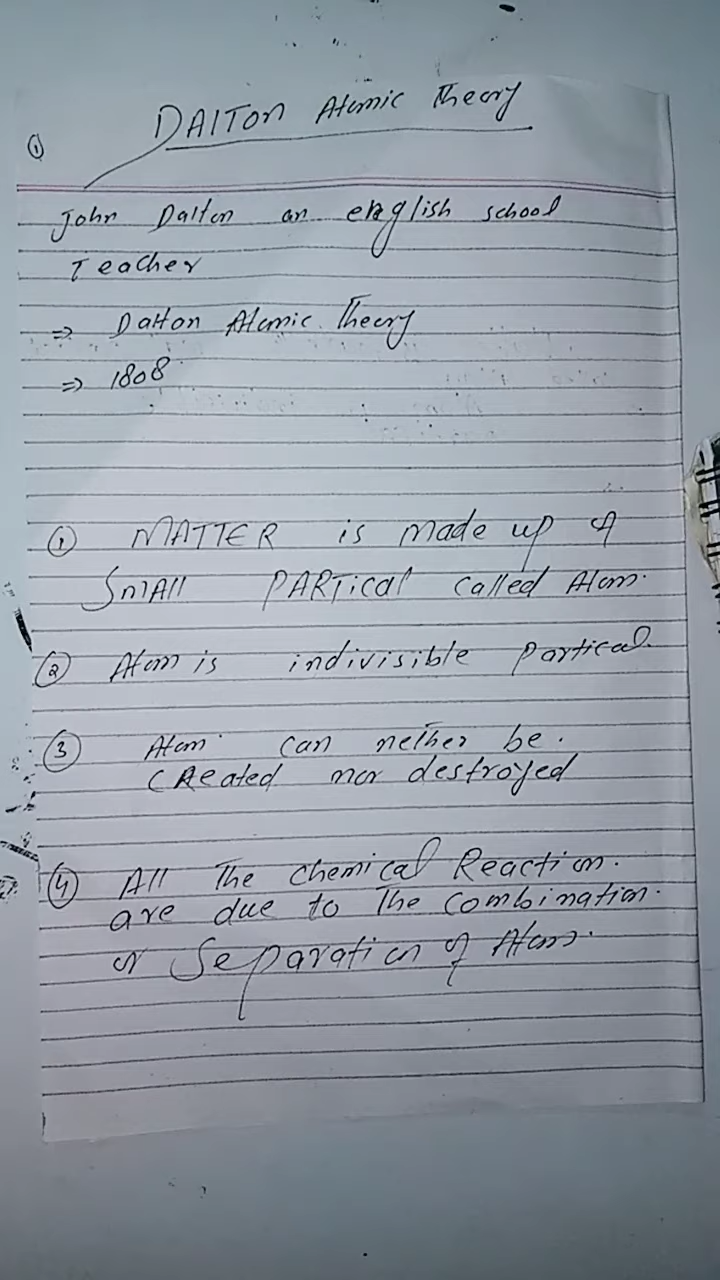 ① DALTON Atomic Theory
John Dalton an english school
Teacher
⇒ Dalton Atomic Theory
⇒ 1808
① MATTER is made up of
Small PARTical called Atom.
② Atom is indivisible Partical.
③ Atom can neither be.
CReated nor destroyed
④ All The Chemical Reaction.
are due to The Combination.
or Separation of Atom.